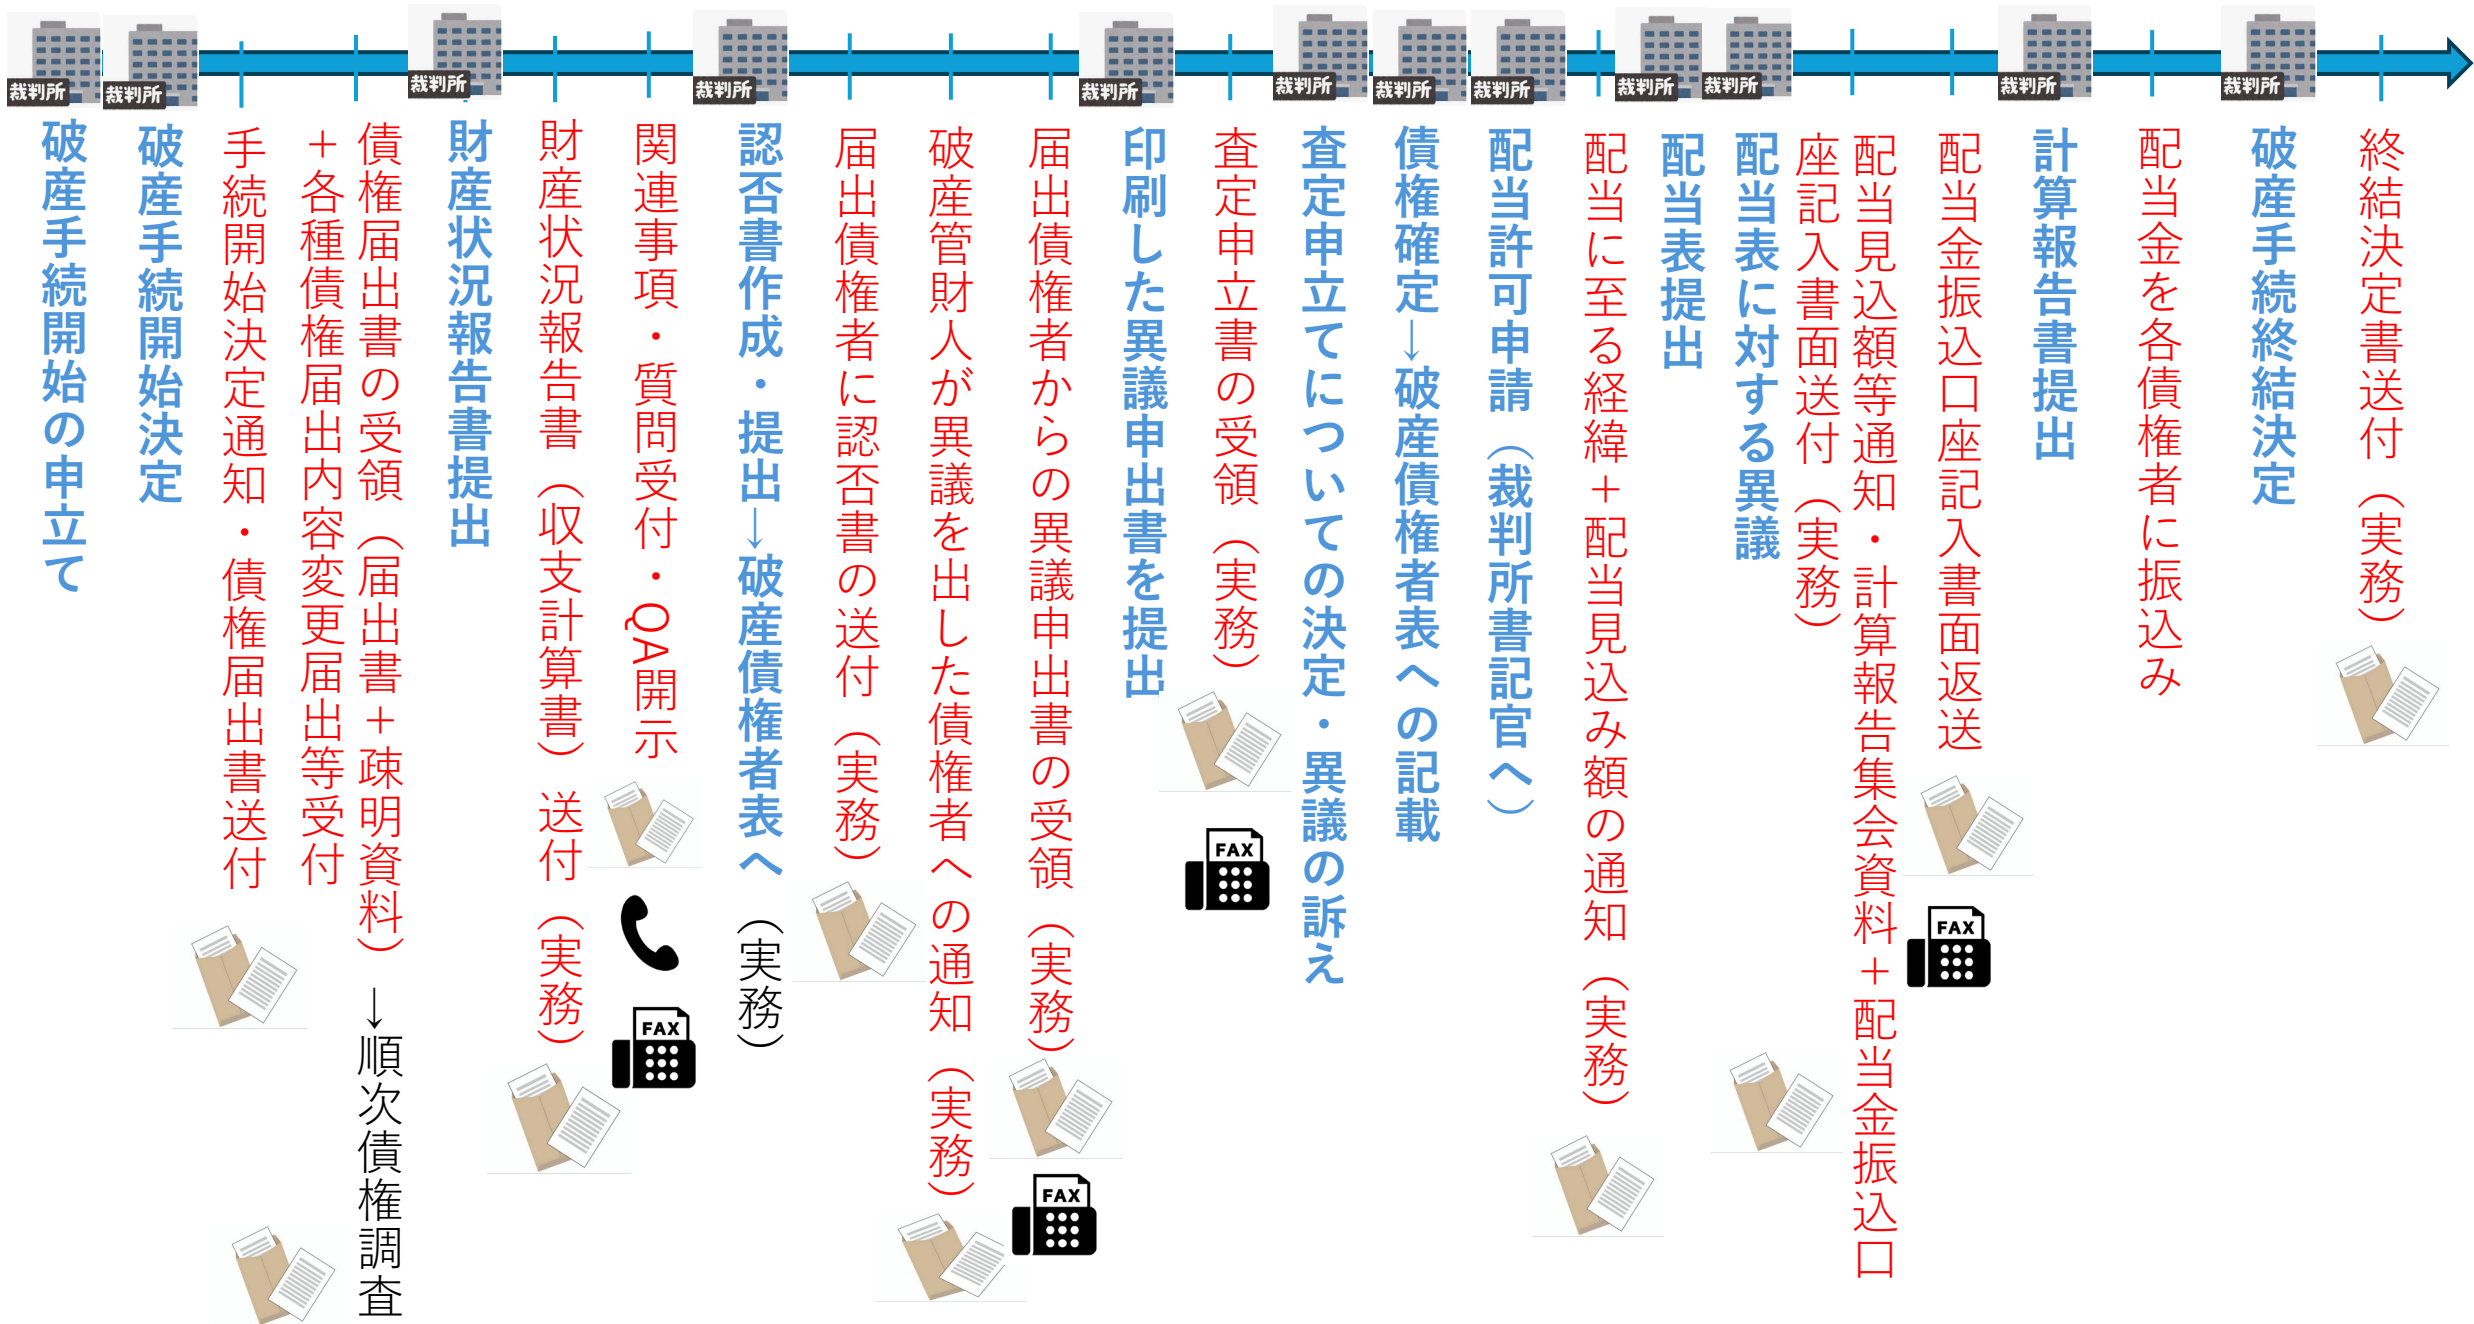 裁判所
裁判所
裁判所
裁判所
裁判所
裁判所
裁判所
裁判所
裁判所
裁判所
裁判所
裁判所
破産手続開始の申立て
破産手続開始決定
手続開始決定通知・債権届出書送付
債権届出書の受領（届出書+疎明資料）→順次債権調査
+各種債権届出内容変更届出等受付
財産状況報告書提出
財産状況報告書（収支計算書）送付（実務）
関連事項・質問受付・QA開示
認否書作成・提出→破産債権者表へ（実務）
届出債権者に認否書の送付（実務）
破産管財人が異議を出した債権者への通知（実務）
届出債権者からの異議申出書の受領（実務）
印刷した異議申出書を提出
査定申立書の受領（実務）
査定申立てについての決定・異議の訴え
債権確定→破産債権者表への記載
配当許可申請（裁判所書記官へ）
配当に至る経緯+配当見込み額の通知（実務）
配当表提出
配当表に対する異議
配当見込額等通知・計算報告集会資料+配当金振込口
座記入書面送付（実務）
配当金振込口座記入書面返送
計算報告書提出
配当金を各債権者に振込み
破産手続終結決定
終結決定書送付（実務）
FAX
FAX
FAX
FAX